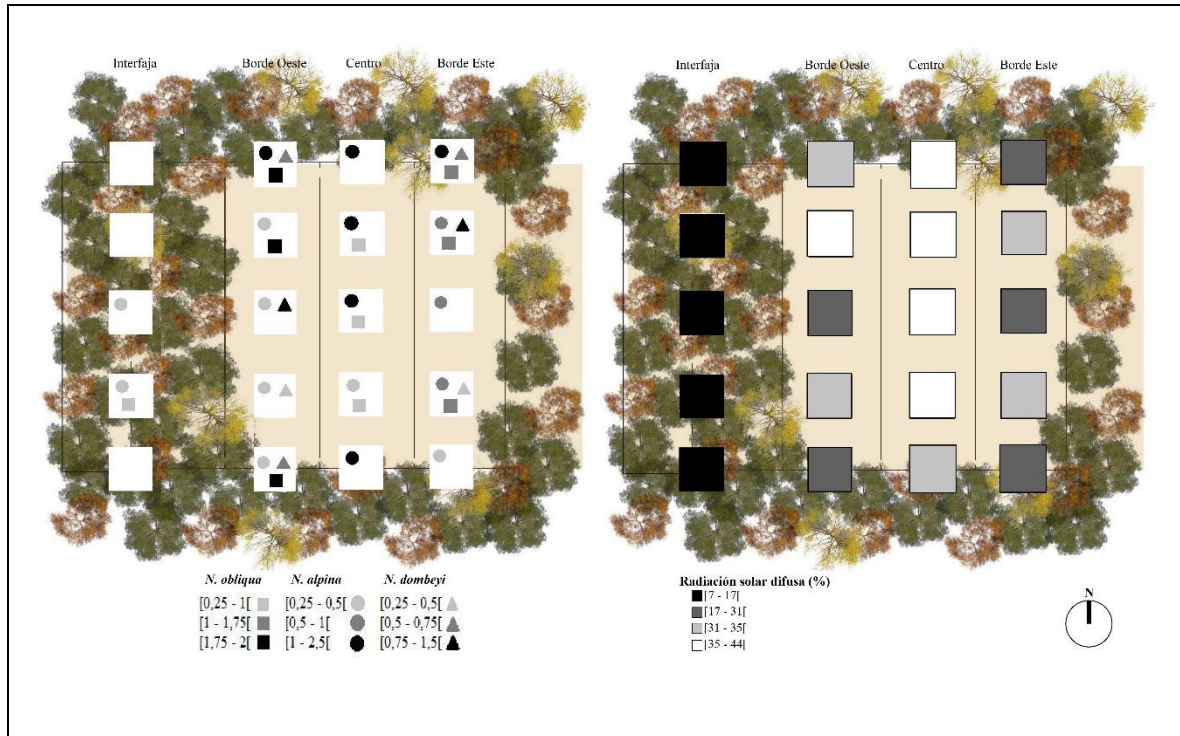 Interfaja Borde Oeste Centro Borde Este
Interfaja Borde Oeste Centro Borde Este
N. obliqua N. alpina N. dombeyi
[0,25 - 1[ [0,25 - 0,5[ [0,25 - 0,5[
[1 - 1,75[ [0,5 - 1[ [0,5 - 0,75[
[1,75 - 2[ [1 - 2,5[ [0,75 - 1,5[
Radiación solar difusa (%)
[7 - 17[
[17 - 31[
[31 - 35[
[35 - 44[
N